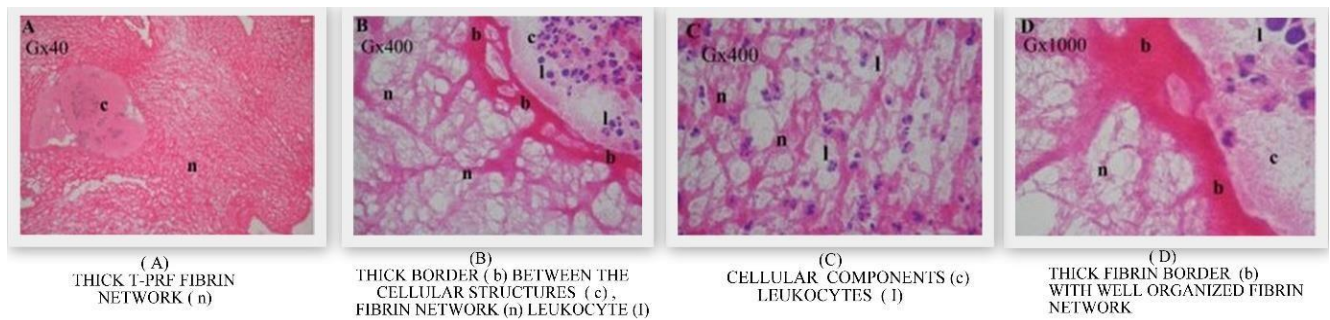 A
Gx40
c
n
B
Gx400
b
c
l
n
b
l
n
b
C
Gx400
l
n
n
l
D
Gx1000
b
l
n
c
b
( A)
THICK T-PRF FIBRIN
NETWORK ( n)
(B)
THICK BORDER ( b) BETWEEN THE
CELLULAR STRUCTURES ( c) ,
FIBRIN NETWORK (n) LEUKOCYTE (l)
(C)
CELLULAR COMPONENTS (c)
LEUKOCYTES ( l)
( D)
THICK FIBRIN BORDER (b)
WITH WELL ORGANIZED FIBRIN
NETWORK